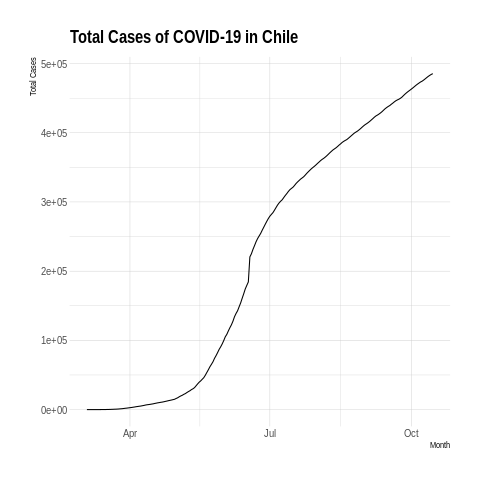 Total Cases of COVID-19 in Chile
Total Cases
5e+05
4e+05
3e+05
2e+05
1e+05
0e+00
Apr
Jul
Oct
Month